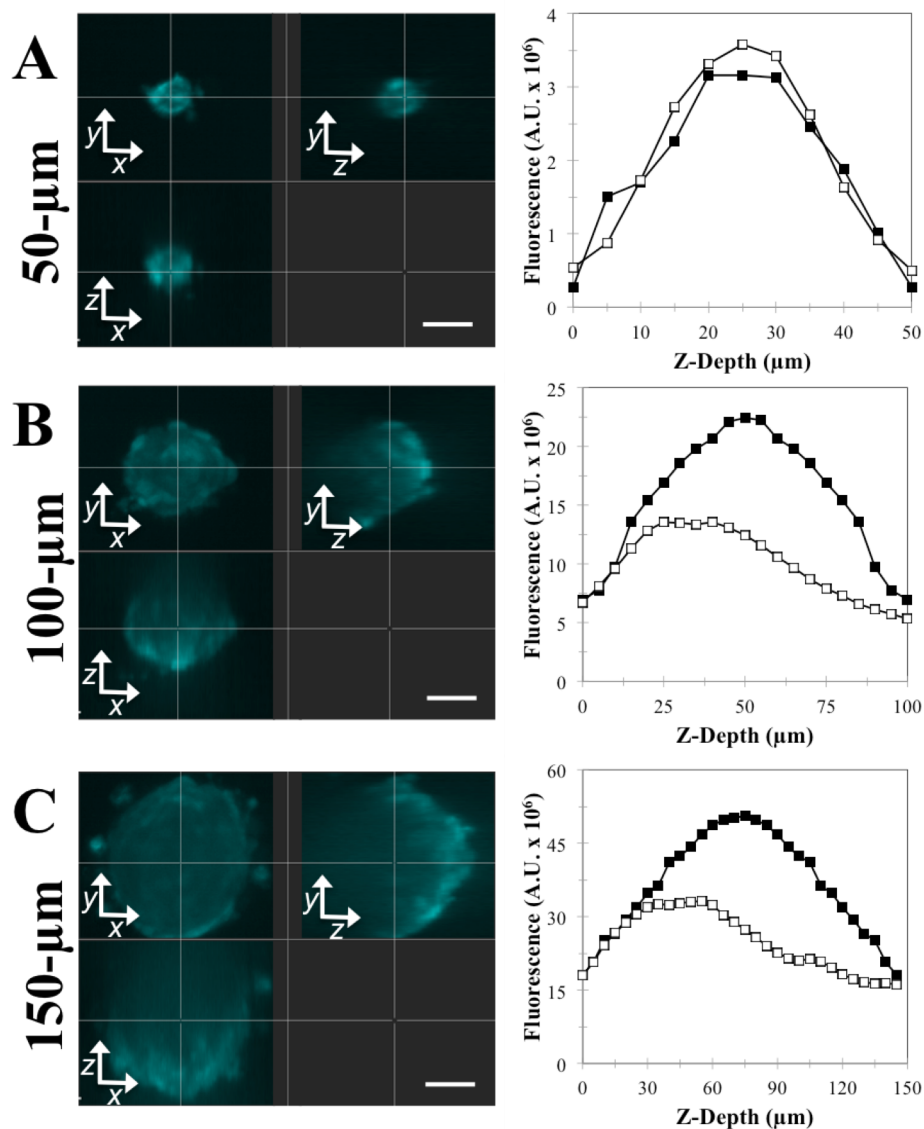 A
50-μm
y
x
y
z
z
x
Fluorescence (A.U. x 10⁶)
4
3
2
1
0
0 10 20 30 40 50
Z-Depth (μm)
B
100-μm
y
x
y
z
z
x
Fluorescence (A.U. x 10⁶)
25
20
15
10
5
0
0 25 50 75 100
Z-Depth (μm)
C
150-μm
y
x
y
z
z
x
Fluorescence (A.U. x 10⁶)
60
45
30
15
0
0 30 60 90 120 150
Z-Depth (μm)